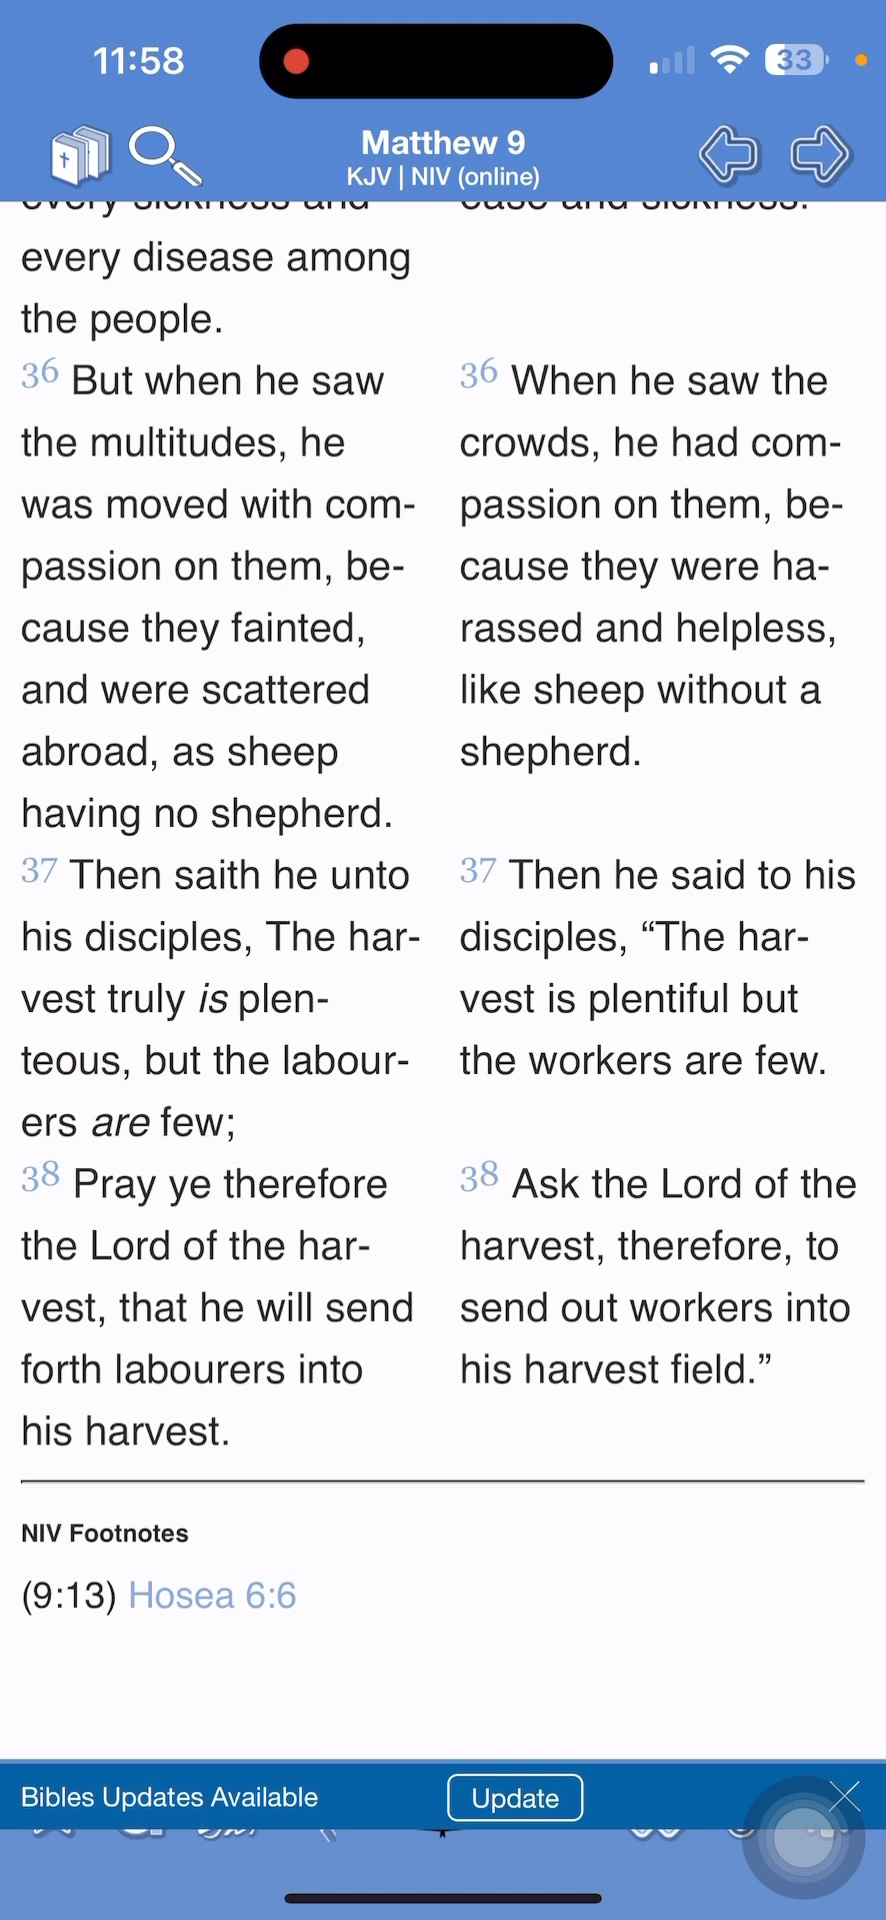 11:58
33
Matthew 9
KJV | NIV (online)
every sickness and
every disease among
the people.
36 But when he saw
the multitudes, he
was moved with com-
passion on them, be-
cause they fainted,
and were scattered
abroad, as sheep
having no shepherd.
37 Then saith he unto
his disciples, The har-
vest truly is plen-
teous, but the labour-
ers are few;
38 Pray ye therefore
the Lord of the har-
vest, that he will send
forth labourers into
his harvest.
ease and sickness.
36 When he saw the
crowds, he had com-
passion on them, be-
cause they were ha-
rassed and helpless,
like sheep without a
shepherd.
37 Then he said to his
disciples, “The har-
vest is plentiful but
the workers are few.
38 Ask the Lord of the
harvest, therefore, to
send out workers into
his harvest field.”
NIV Footnotes
(9:13) Hosea 6:6
Bibles Updates Available
Update